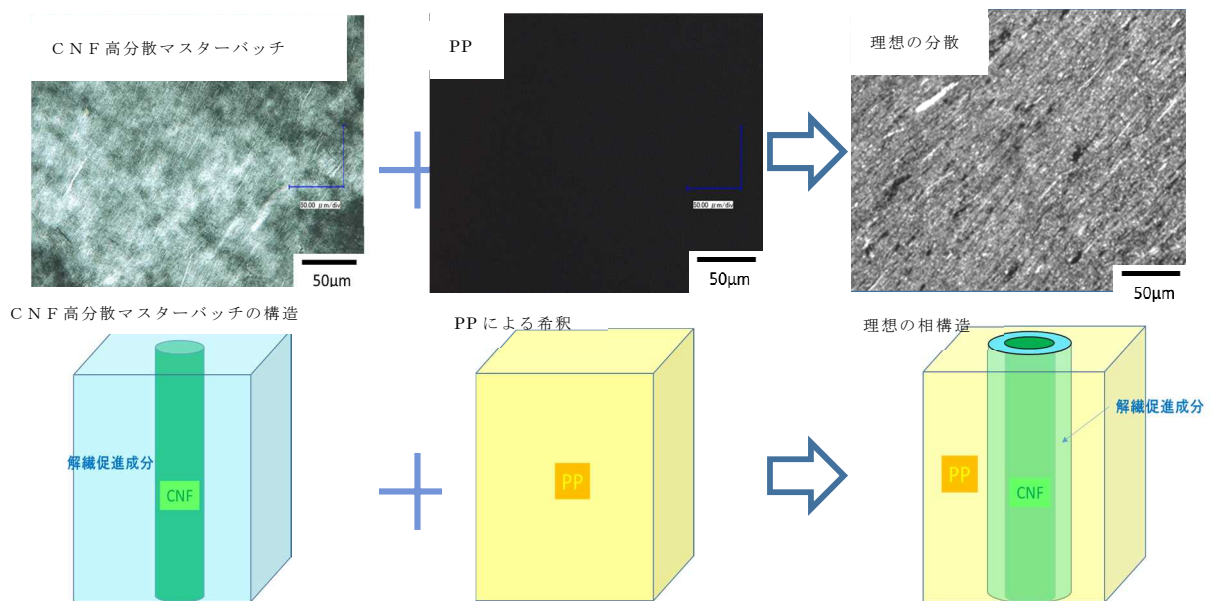 CNF高分散マスターバッチ
PP
理想の分散
50.00 μm/div
50.00 μm/div
50μm
50μm
50μm
CNF高分散マスターバッチの構造
PPによる希釈
理想の相構造
解繊促進成分
解繊促進成分
CNF
PP
PP
CNF